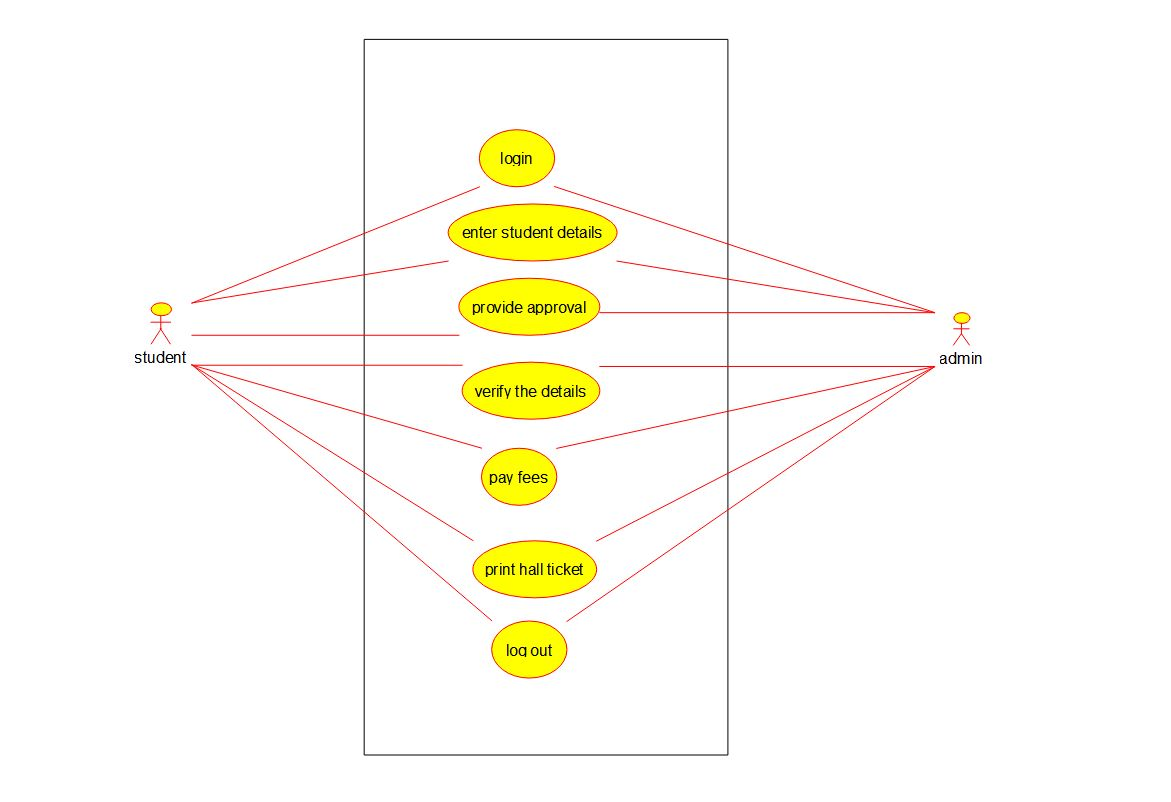 login
enter student details
provide approval
student
admin
verify the details
pay fees
print hall ticket
log out